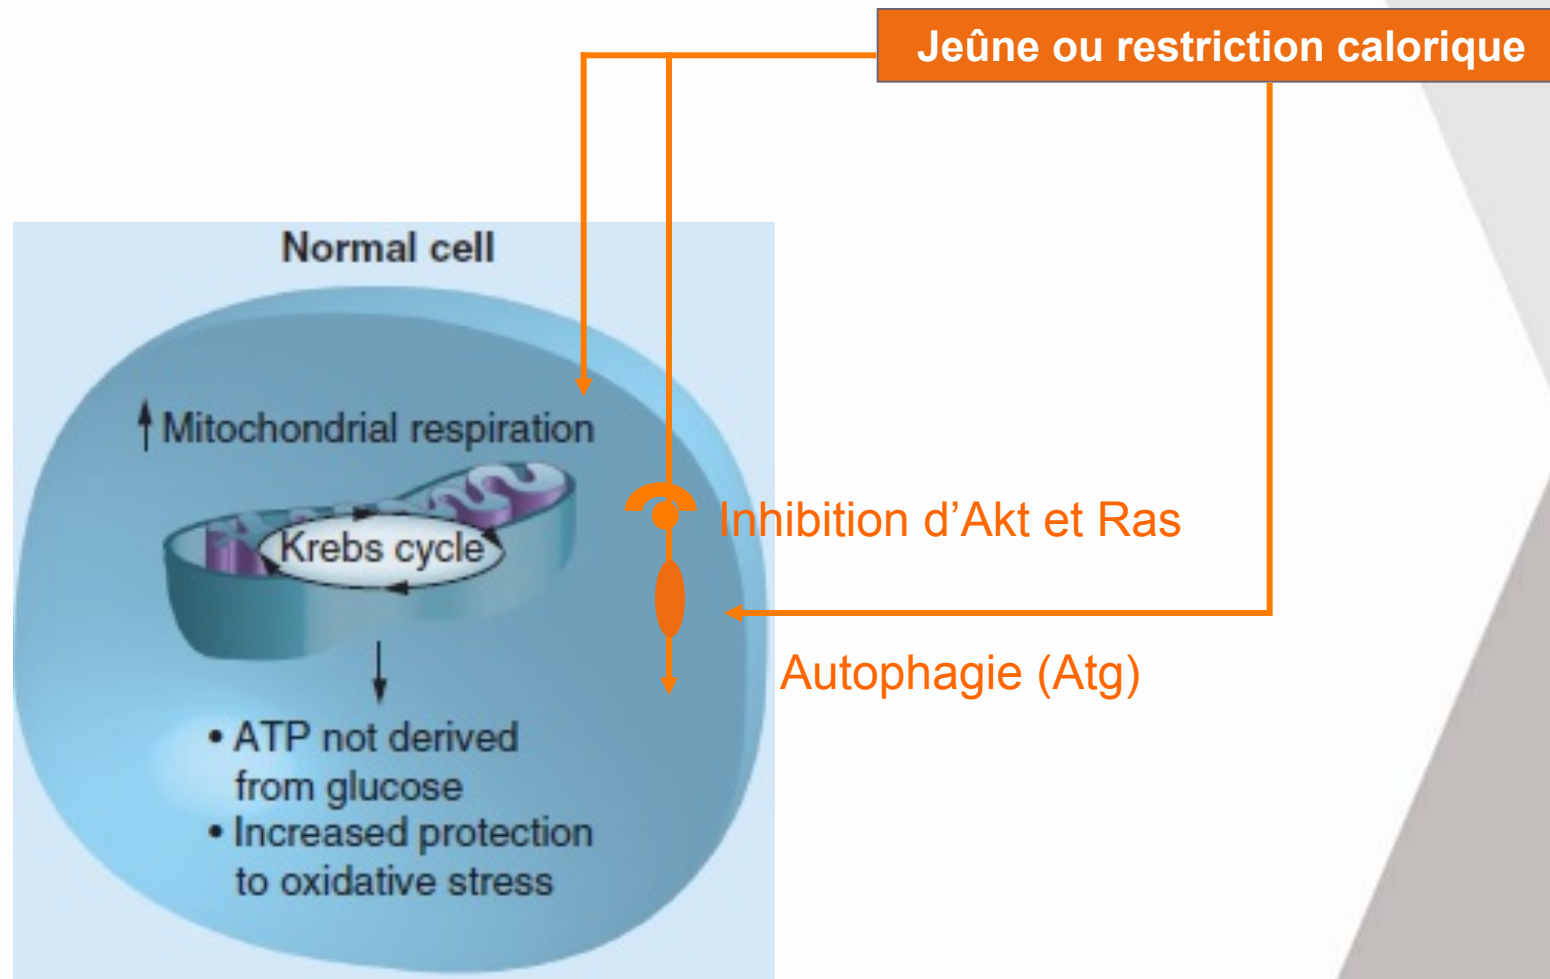 Jeûne ou restriction calorique
Normal cell
Mitochondrial respiration
Krebs cycle
Inhibition d’Akt et Ras
Autophagie (Atg)
• ATP not derived
from glucose
• Increased protection
to oxidative stress